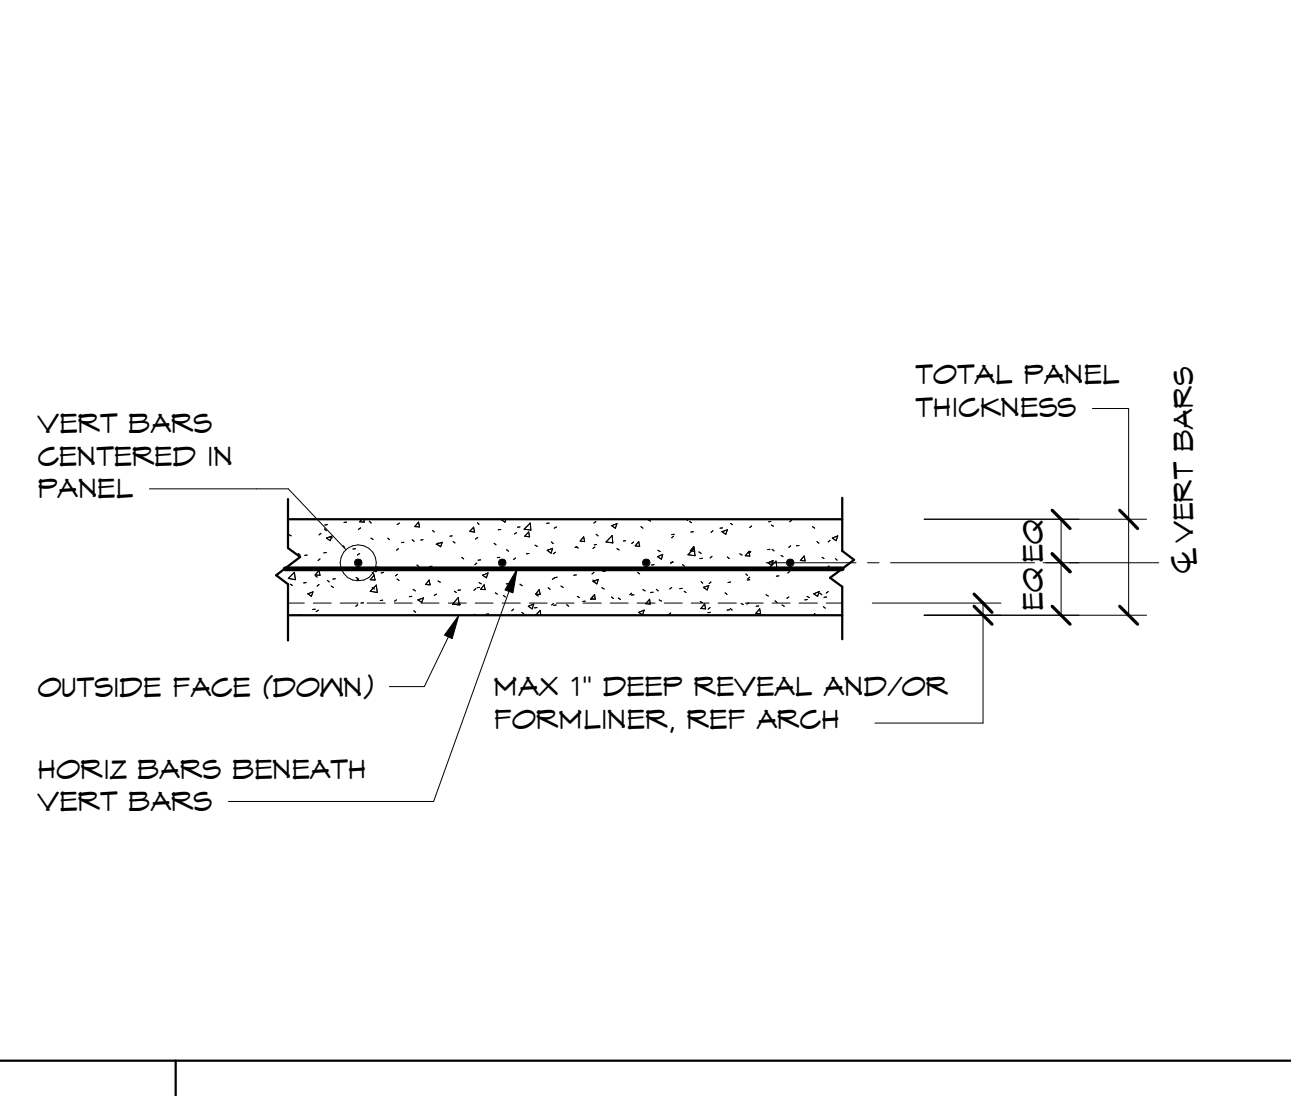 TOTAL PANEL
THICKNESS
℄ VERT BARS
VERT BARS
CENTERED IN
PANEL
EQ
EQ
OUTSIDE FACE (DOWN)
MAX 1" DEEP REVEAL AND/OR
FORMLINER, REF ARCH
HORIZ BARS BENEATH
VERT BARS